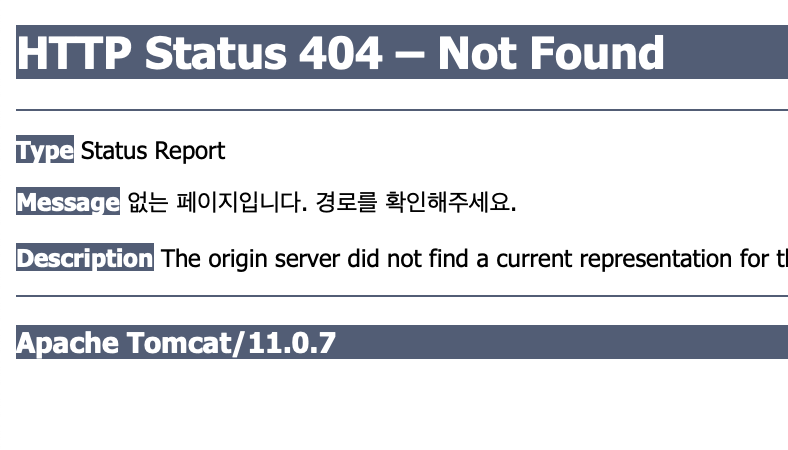 HTTP Status 404 – Not Found
Type Status Report
Message 없는 페이지입니다. 경로를 확인해주세요.
Description The origin server did not find a current representation for
Apache Tomcat/11.0.7